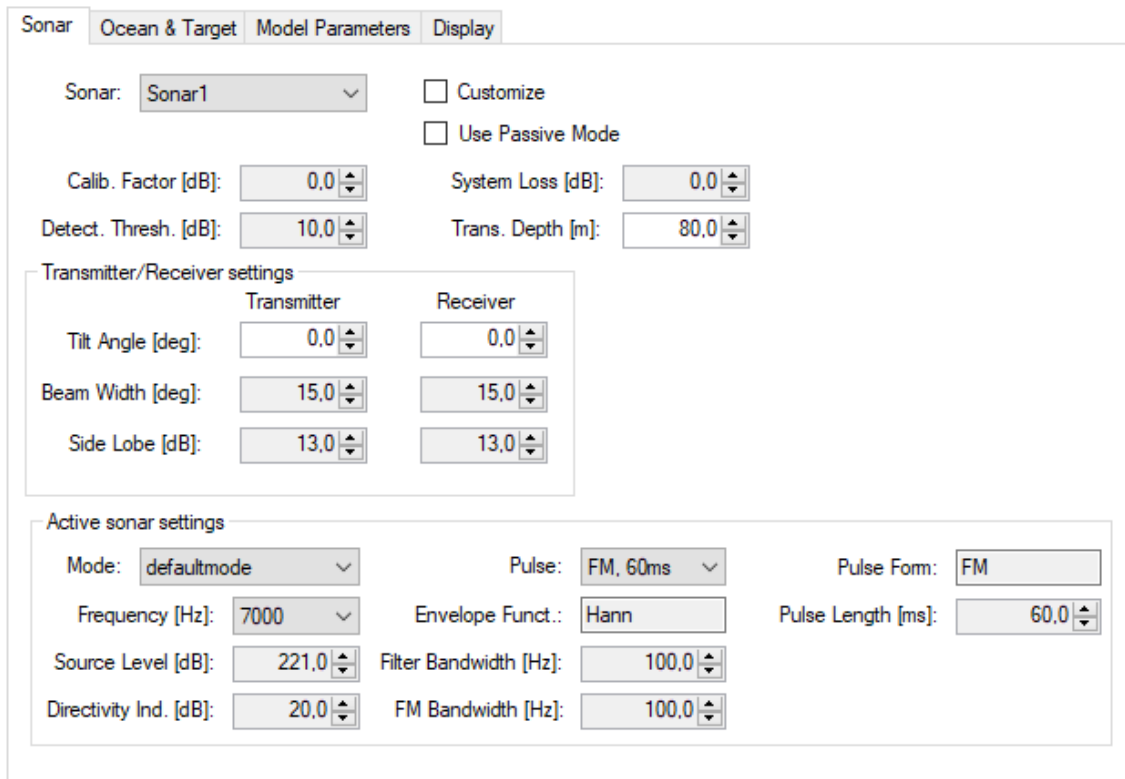 Sonar Ocean & Target Model Parameters Display
Sonar: Sonar1 Customize
Use Passive Mode
Calib. Factor [dB]: 0,0 System Loss [dB]: 0,0
Detect. Thresh. [dB]: 10,0 Trans. Depth [m]: 80,0
Transmitter/Receiver settings
Transmitter Receiver
Tilt Angle [deg]: 0,0 0,0
Beam Width [deg]: 15,0 15,0
Side Lobe [dB]: 13,0 13,0
Active sonar settings
Mode: defaultmode Pulse: FM, 60ms Pulse Form: FM
Frequency [Hz]: 7000 Envelope Funct.: Hann Pulse Length [ms]: 60,0
Source Level [dB]: 221,0 Filter Bandwidth [Hz]: 100,0
Directivity Ind. [dB]: 20,0 FM Bandwidth [Hz]: 100,0